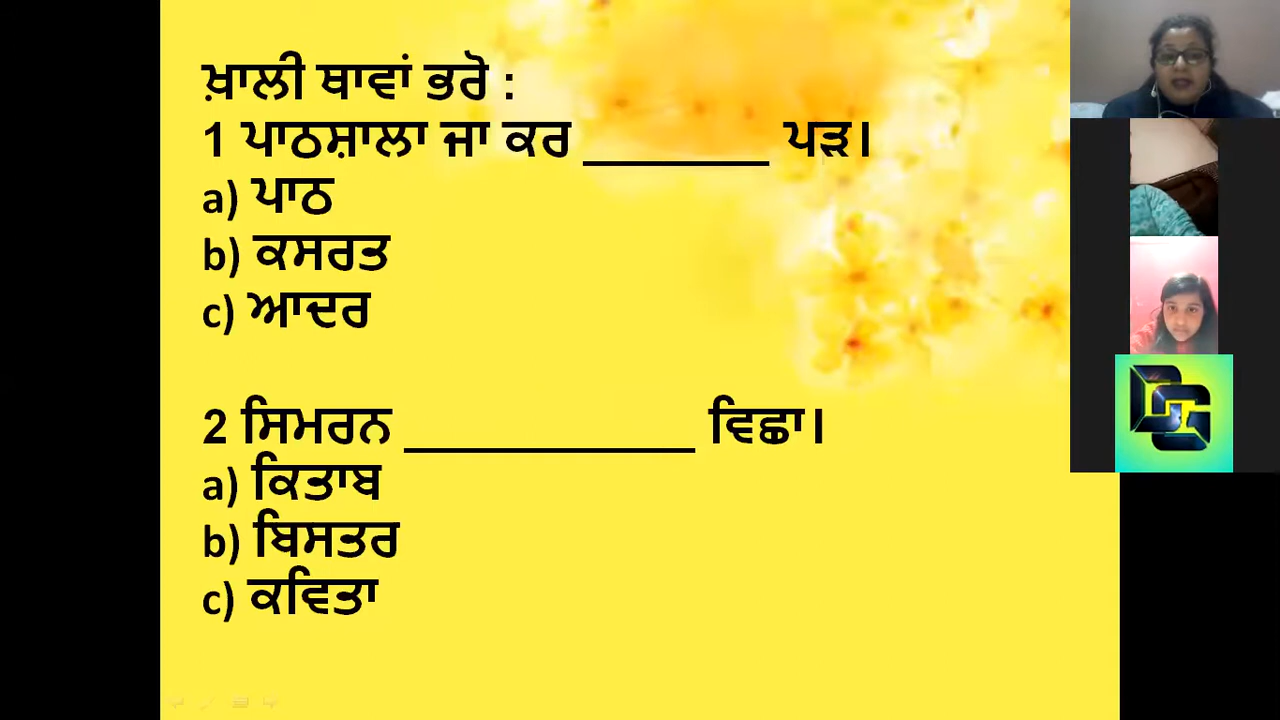 ਖ਼ਾਲੀ ਥਾਵਾਂ ਭਰੋ :
1 ਪਾਠਸ਼ਾਲਾ ਜਾ ਕਰ ________ ਪੜ।
a) ਪਾਠ
b) ਕਸਰਤ
c) ਆਦਰ
2 ਸਿਮਰਨ ____________ ਵਿਛਾ।
a) ਕਿਤਾਬ
b) ਬਿਸਤਰ
c) ਕਵਿਤਾ